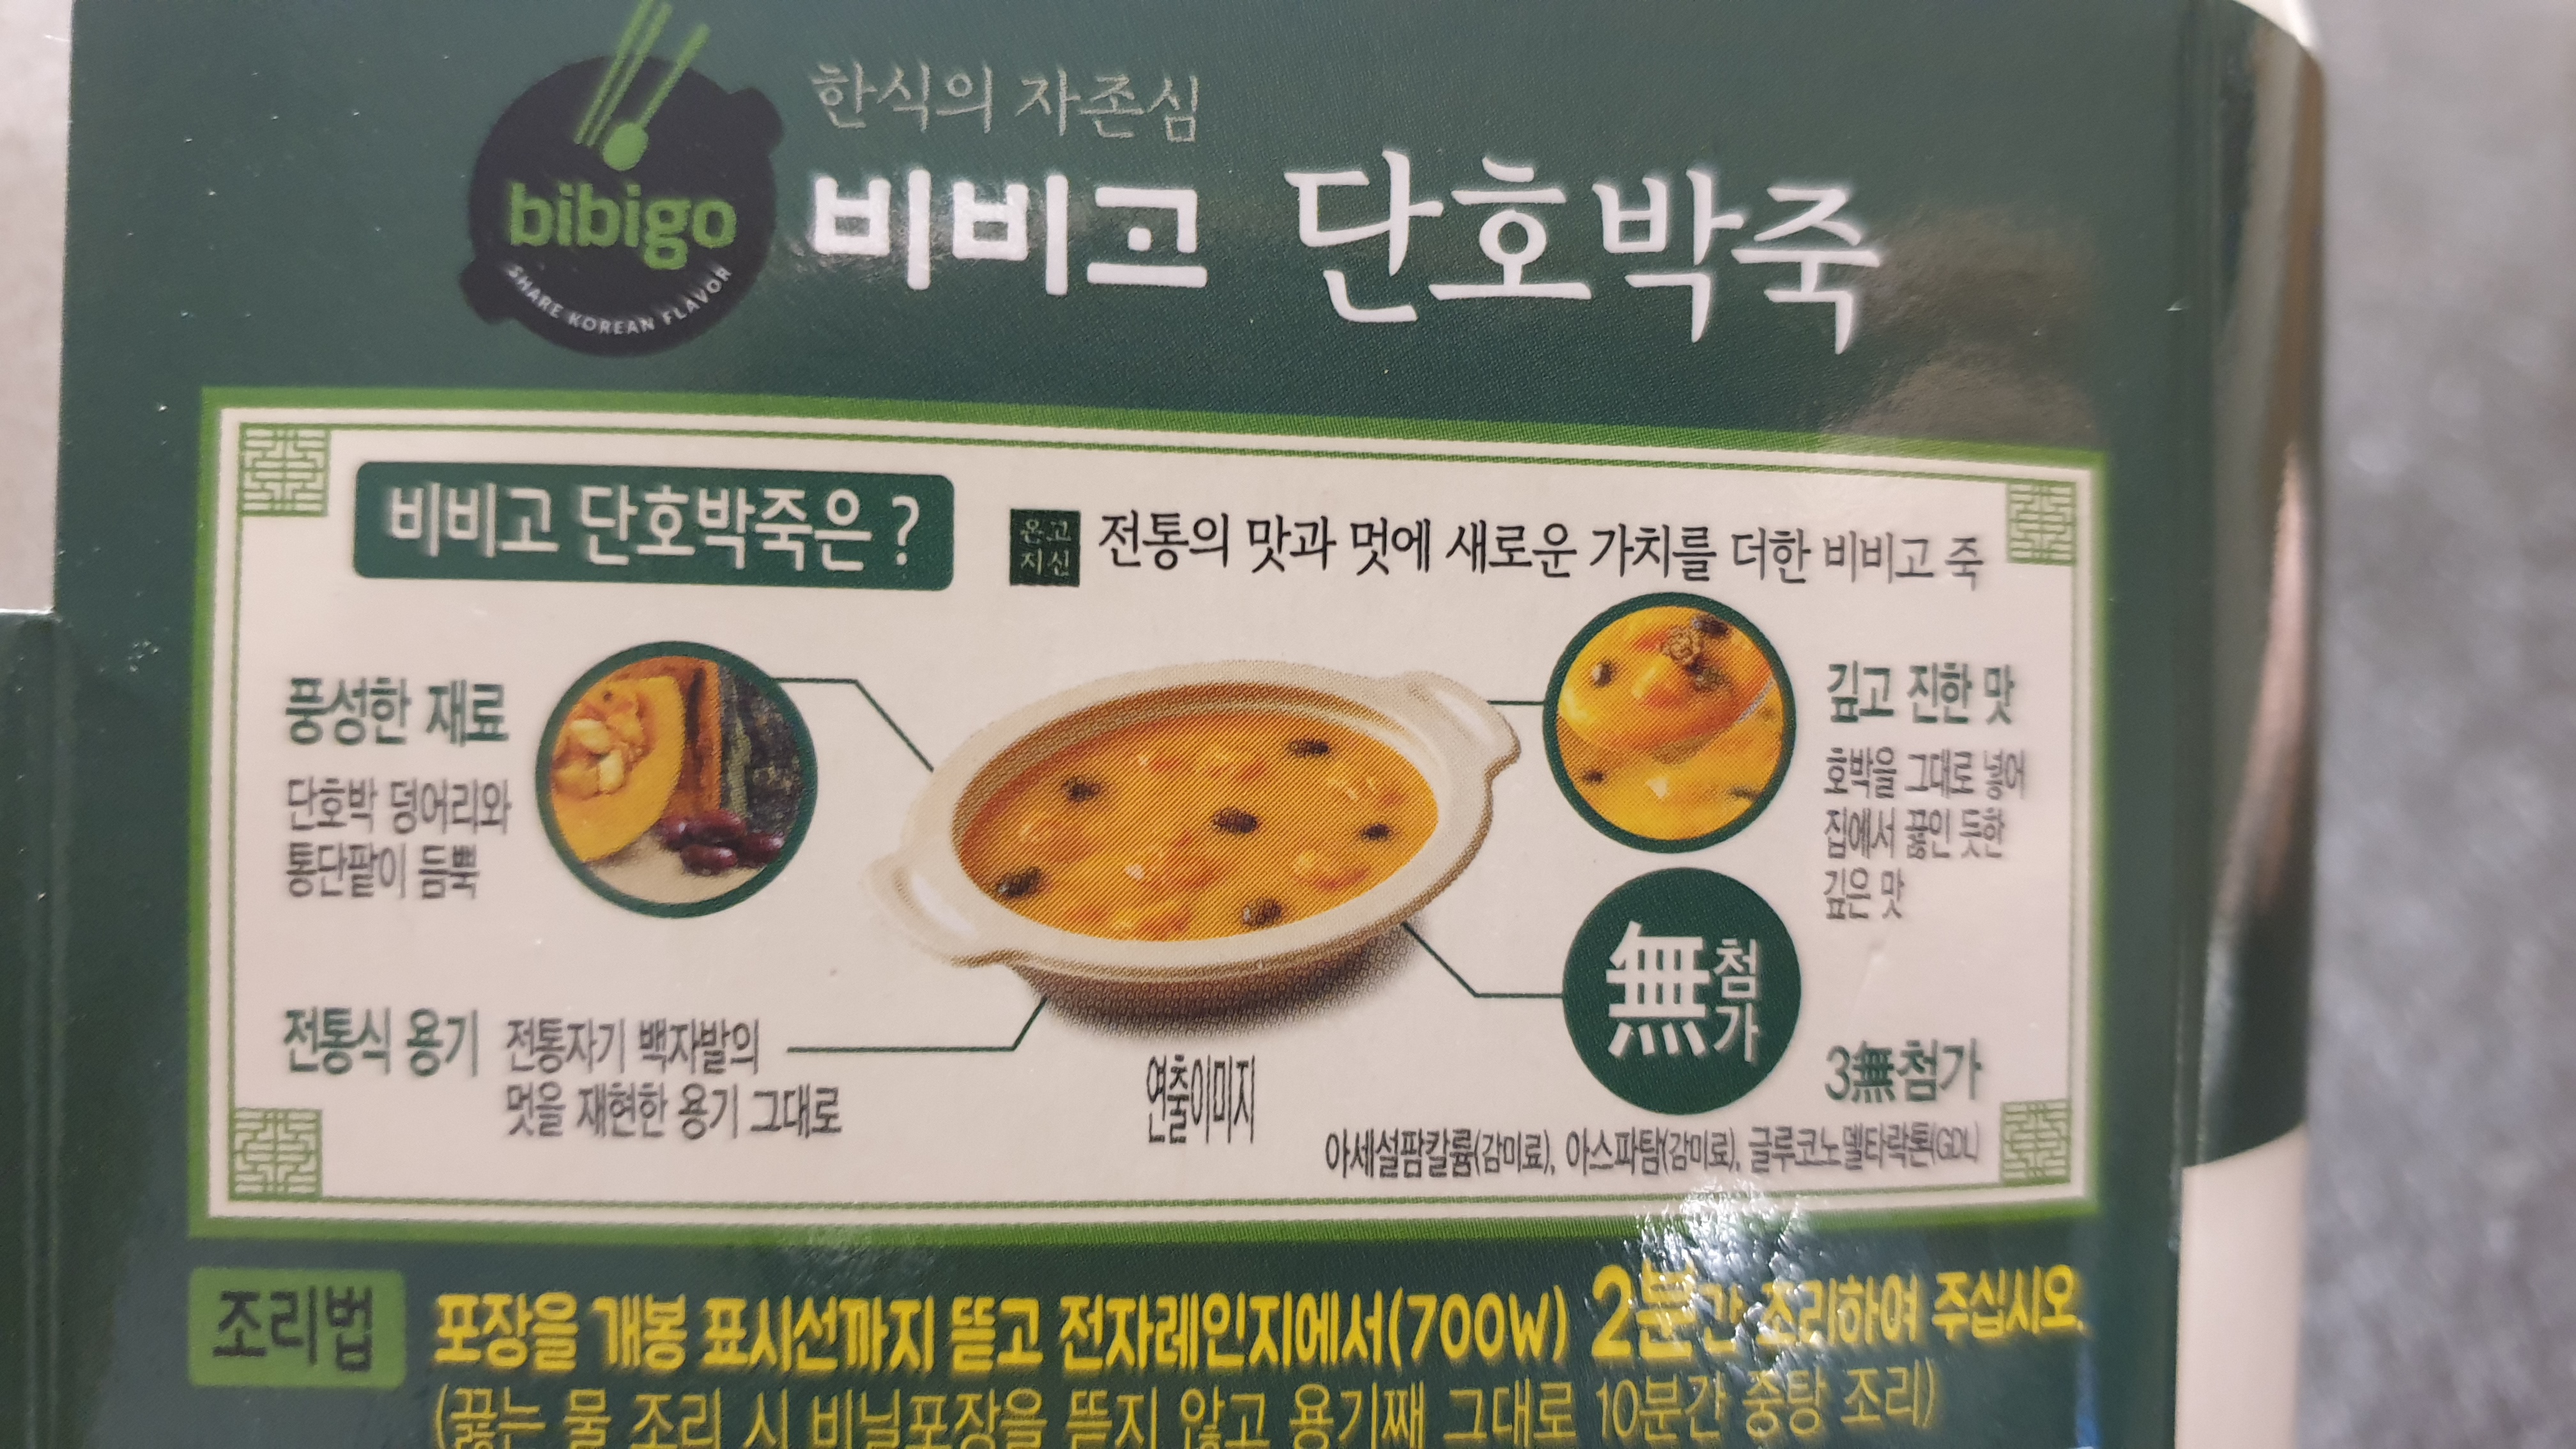 한식의 자존심
bibigo
SHARE KOREAN FLAVOR
비비고 단호박죽
비비고 단호박죽은?
온고
지신
전통의 맛과 멋에 새로운 가치를 더한 비비고 죽
풍성한 재료
단호박 덩어리와
통단팥이 듬뿍
깊고 진한 맛
호박을 그대로 넣어
집에서 끓인 듯한
깊은 맛
전통식 용기
전통자기 백자발의
멋을 재현한 용기 그대로
연출이미지
無첨가
3無첨가
아세설팜칼륨(감미료), 아스파탐(감미료), 글루코노델타락톤(GDL)
조리법
포장을 개봉 표시선까지 뜯고 전자레인지에서(700W) 2분간 조리하여 주십시오.
(끓는 물 조리 시 비닐포장을 뜯지 않고 용기째 그대로 10분간 중탕 조리)